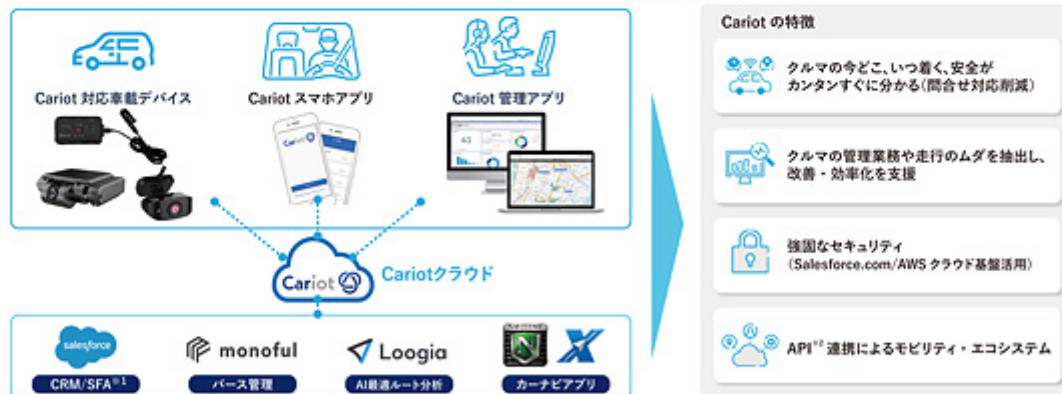 Cariot 対応車載デバイス
Cariot スマホアプリ
Cariot 管理アプリ
Cariot
Cariot
Cariotクラウド
salesforce
monoful
Loogia
CRM/SFA※1
バース管理
AI最適ルート分析
カーナビアプリ
Cariot の特徴
クルマの今どこ、いつ着く、安全が
カンタンすぐに分かる(問合せ対応削減)
クルマの管理業務や走行のムダを抽出し、
改善・効率化を支援
強固なセキュリティ
(Salesforce.com/AWS クラウド基盤活用)
API※2 連携によるモビリティ・エコシステム